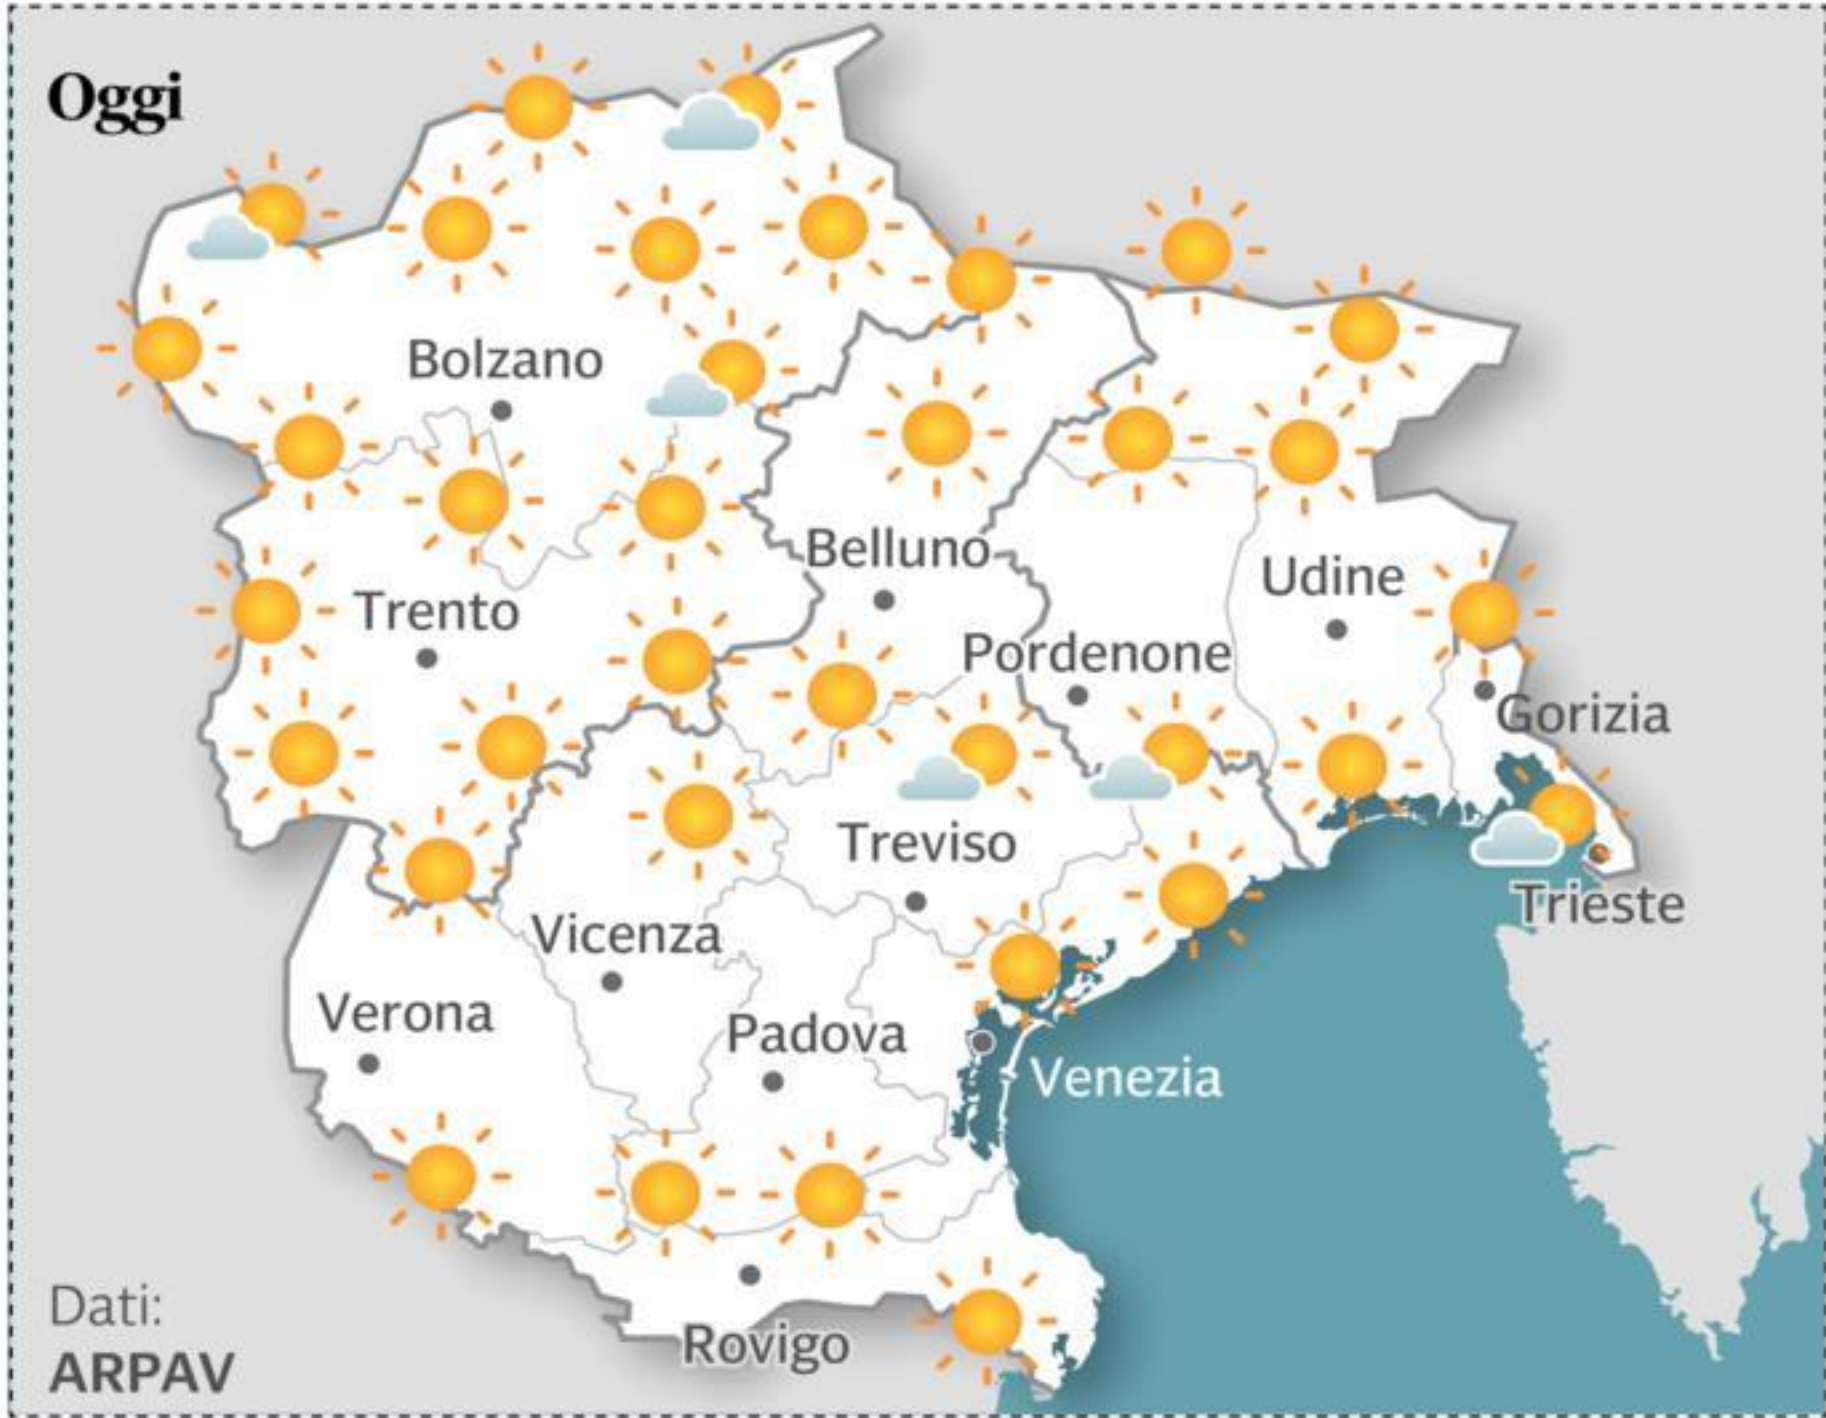 Oggi
Bolzano
Belluno
Udine
Trento
Pordenone
Gorizia
Treviso
Trieste
Vicenza
Verona
Padova
Venezia
Rovigo
Dati:
ARPAV